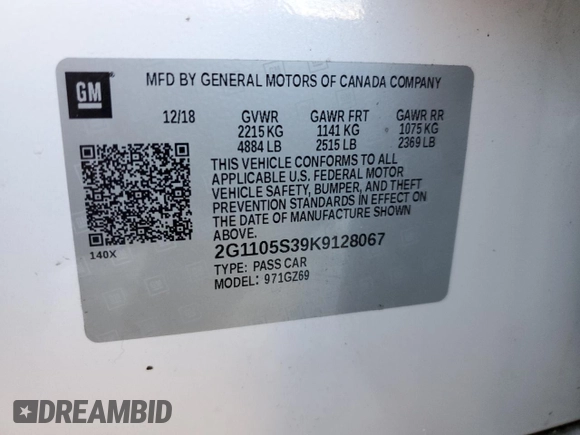 GM
MFD BY GENERAL MOTORS OF CANADA COMPANY
12/18 GVWR GAWR FRT GAWR RR
2215 KG 1141 KG 1075 KG
4884 LB 2515 LB 2369 LB
THIS VEHICLE CONFORMS TO ALL
APPLICABLE U.S. FEDERAL MOTOR
VEHICLE SAFETY, BUMPER, AND THEFT
PREVENTION STANDARDS IN EFFECT ON
THE DATE OF MANUFACTURE SHOWN
ABOVE.
140X
2G1105S39K9128067
TYPE: PASS CAR
MODEL: 971GZ69
DREAMBID